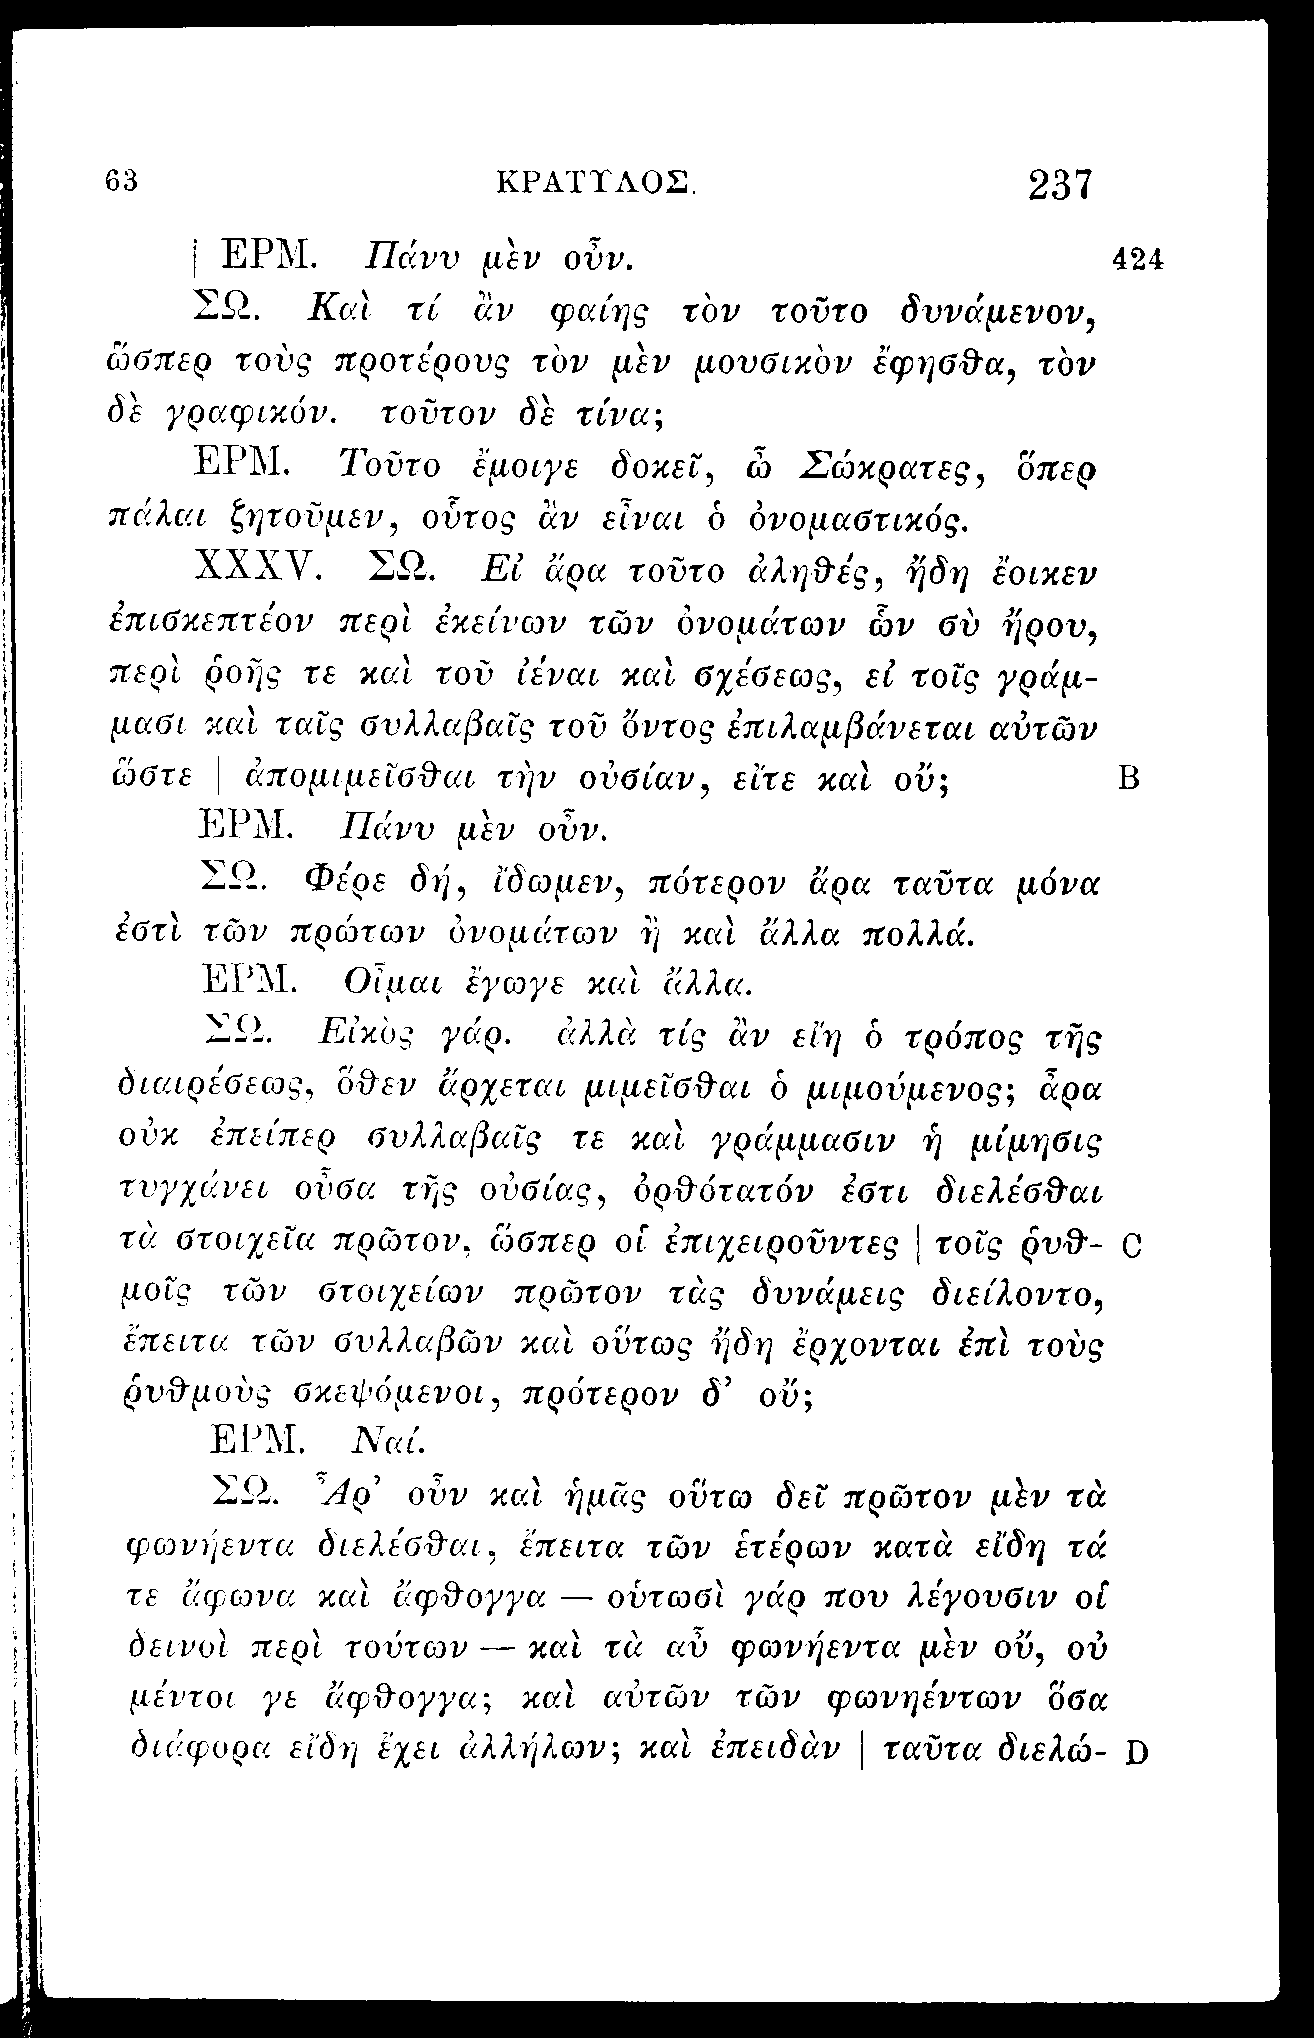 63 ΚΡΑΤΥΛΟΣ. 237
| ΕΡΜ. Πάνυ μὲν οὖν. 424
ΣΩ. Καὶ τί ἂν φαίης τὸν τοῦτο δυνάμενον,
ὥσπερ τοὺς προτέρους τὸν μὲν μουσικὸν ἔφησθα, τὸν
δὲ γραφικόν. τοῦτον δὲ τίνα;
ΕΡΜ. Τοῦτο ἔμοιγε δοκεῖ, ὦ Σώκρατες, ὅπερ
πάλαι ζητοῦμεν, οὗτος ἂν εἶναι ὁ ὀνομαστικός.
XXXV. ΣΩ. Εἰ ἄρα τοῦτο ἀληθές, ἤδη ἔοικεν
ἐπισκεπτέον περὶ ἐκείνων τῶν ὀνομάτων ὧν σὺ ἤρου,
περὶ ῥοῆς τε καὶ τοῦ ἰέναι καὶ σχέσεως, εἰ τοῖς γράμ-
μασι καὶ ταῖς συλλαβαῖς τοῦ ὄντος ἐπιλαμβάνεται αὐτῶν
ὥστε | ἀπομιμεῖσθαι τὴν οὐσίαν, εἴτε καὶ οὔ; B
ΕΡΜ. Πάνυ μὲν οὖν.
ΣΩ. Φέρε δή, ἴδωμεν, πότερον ἄρα ταῦτα μόνα
ἐστὶ τῶν πρώτων ὀνομάτων ἢ καὶ ἄλλα πολλά.
ΕΡΜ. Οἶμαι ἔγωγε καὶ ἄλλα.
ΣΩ. Εἰκὸς γάρ. ἀλλὰ τίς ἂν εἴη ὁ τρόπος τῆς
διαιρέσεως, ὅθεν ἄρχεται μιμεῖσθαι ὁ μιμούμενος; ἆρα
οὐκ ἐπείπερ συλλαβαῖς τε καὶ γράμμασιν ἡ μίμησις
τυγχάνει οὖσα τῆς οὐσίας, ὀρθότατόν ἐστι διελέσθαι
τὰ στοιχεῖα πρῶτον, ὥσπερ οἱ ἐπιχειροῦντες | τοῖς ῥυθ- C
μοῖς τῶν στοιχείων πρῶτον τὰς δυνάμεις διείλοντο,
ἔπειτα τῶν συλλαβῶν καὶ οὕτως ἤδη ἔρχονται ἐπὶ τοὺς
ῥυθμοὺς σκεψόμενοι, πρότερον δ᾽ οὔ;
ΕΡΜ. Ναί.
ΣΩ. Ἆρ᾽ οὖν καὶ ἡμᾶς οὕτω δεῖ πρῶτον μὲν τὰ
φωνήεντα διελέσθαι, ἔπειτα τῶν ἑτέρων κατὰ εἴδη τά
τε ἄφωνα καὶ ἄφθογγα — οὑτωσὶ γάρ που λέγουσιν οἱ
δεινοὶ περὶ τούτων — καὶ τὰ αὖ φωνήεντα μὲν οὔ, οὐ
μέντοι γε ἄφθογγα; καὶ αὐτῶν τῶν φωνηέντων ὅσα
διάφορα εἴδη ἔχει ἀλλήλων; καὶ ἐπειδὰν | ταῦτα διελώ- D